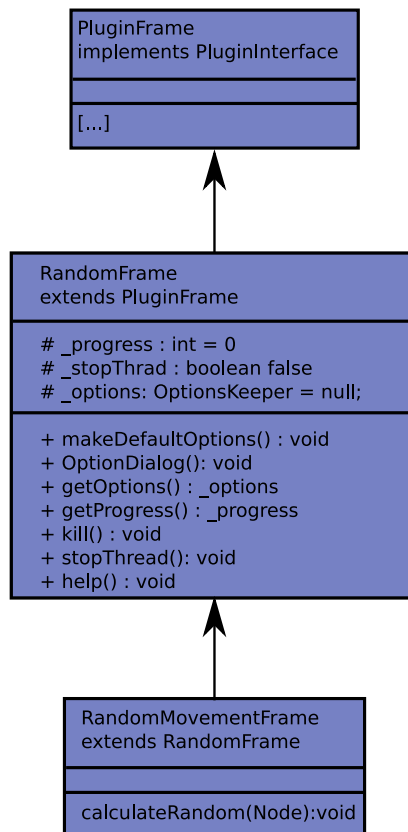 PluginFrame
implements PluginInterface
[...]
RandomFrame
extends PluginFrame
# _progress : int = 0
# _stopThrad : boolean false
# _options: OptionsKeeper = null;
+ makeDefaultOptions() : void
+ OptionDialog(): void
+ getOptions() : _options
+ getProgress() : _progress
+ kill() : void
+ stopThread(): void
+ help() : void
RandomMovementFrame
extends RandomFrame
calculateRandom(Node):void